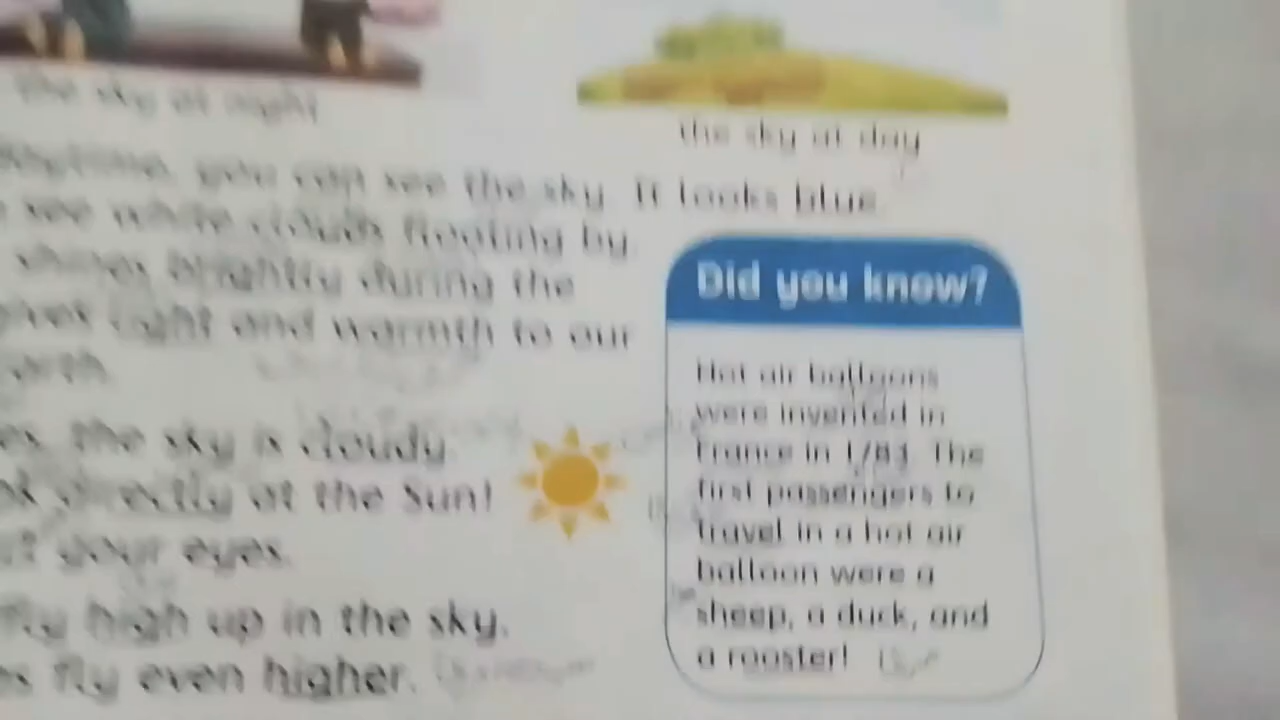 the sky at night
the sky at day
you can see the sky. It looks blue.
see white clouds floating by.
shines brightly during the
light and warmth to our
the sky is cloudy.
directly at the Sun!
your eyes.
fly high up in the sky.
fly even higher.
Did you know?
Hot air balloons
were invented in
France in 1783. The
first passengers to
travel in a hot air
balloon were a
sheep, a duck, and
a rooster!